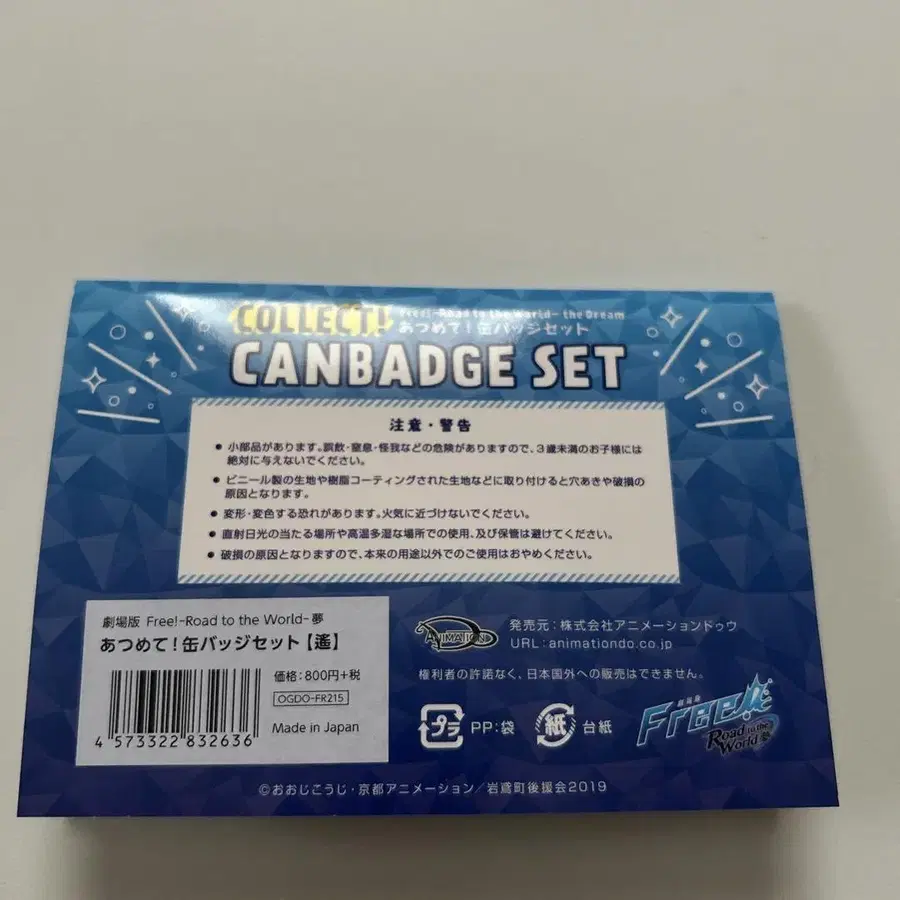 COLLECT!
Free!-Road to the World- the Dream
あつめて！缶バッジセット
CANBADGE SET
注意・警告
● 小部品があります。誤飲・窒息・怪我などの危険がありますので、3歳未満のお子様には
絶対に与えないでください。
● ビニール製の生地や樹脂コーティングされた生地などに取り付けると穴あきや破損の
原因となります。
● 変形・変色する恐れがあります。火気に近づけないでください。
● 直射日光の当たる場所や高温多湿な場所での使用、及び保管は避けてください。
● 破損の原因となりますので、本来の用途以外でのご使用はおやめください。
劇場版 Free!-Road to the World-夢
あつめて！缶バッジセット【遙】
価格：800円+税
OGDO-FR215
Made in Japan
4 573322 832636
ANIMATION DO
発売元：株式会社アニメーションドゥウ
URL：animationdo.co.jp
権利者の許諾なく、日本国外への販売はできません。
プラ PP：袋 紙 台紙
劇場版
Free!
Road to the
World 夢
©おおじこうじ・京都アニメーション／岩鳶町後援会2019